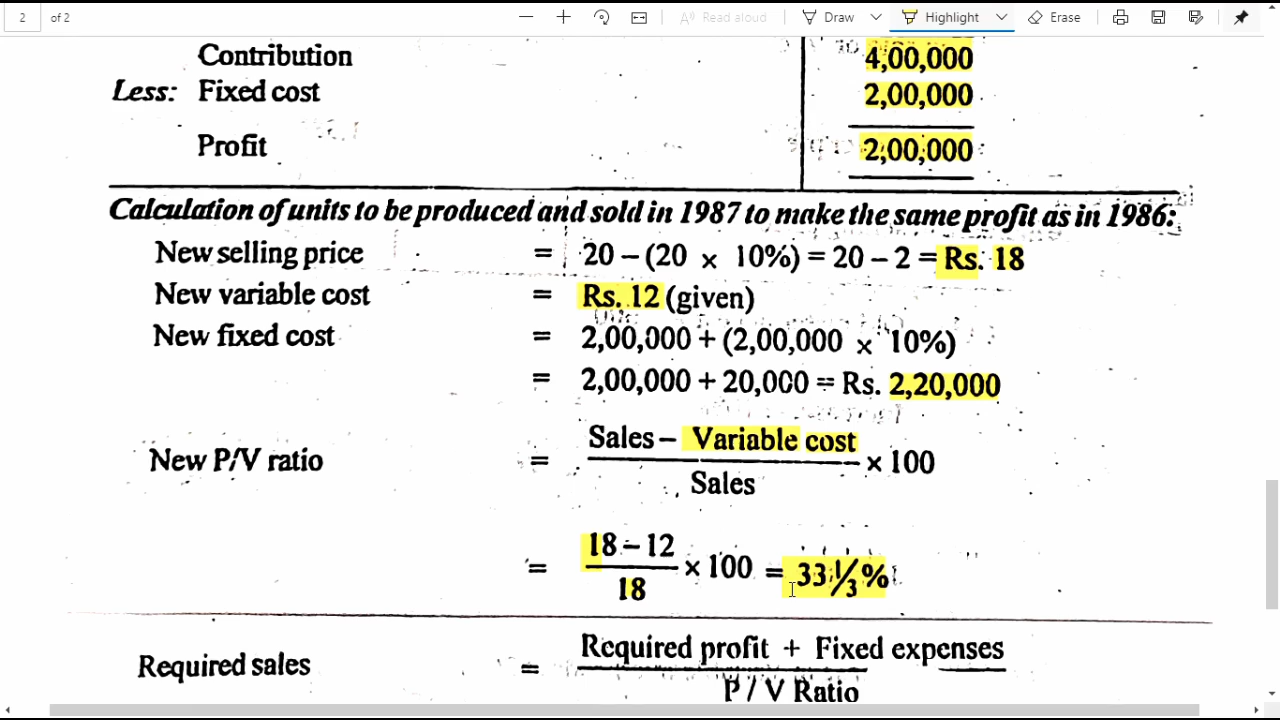 2 of 2 Read aloud Draw Highlight Erase
Contribution 4,00,000
Less: Fixed cost 2,00,000
Profit 2,00,000
Calculation of units to be produced and sold in 1987 to make the same profit as in 1986:
New selling price = 20 – (20 × 10%) = 20 – 2 = Rs. 18
New variable cost = Rs. 12 (given)
New fixed cost = 2,00,000 + (2,00,000 × 10%)
= 2,00,000 + 20,000 = Rs. 2,20,000
New P/V ratio = Sales – Variable cost / Sales × 100
= 18 – 12 / 18 × 100 = 33 1/3 %
Required sales = Required profit + Fixed expenses
P / V Ratio